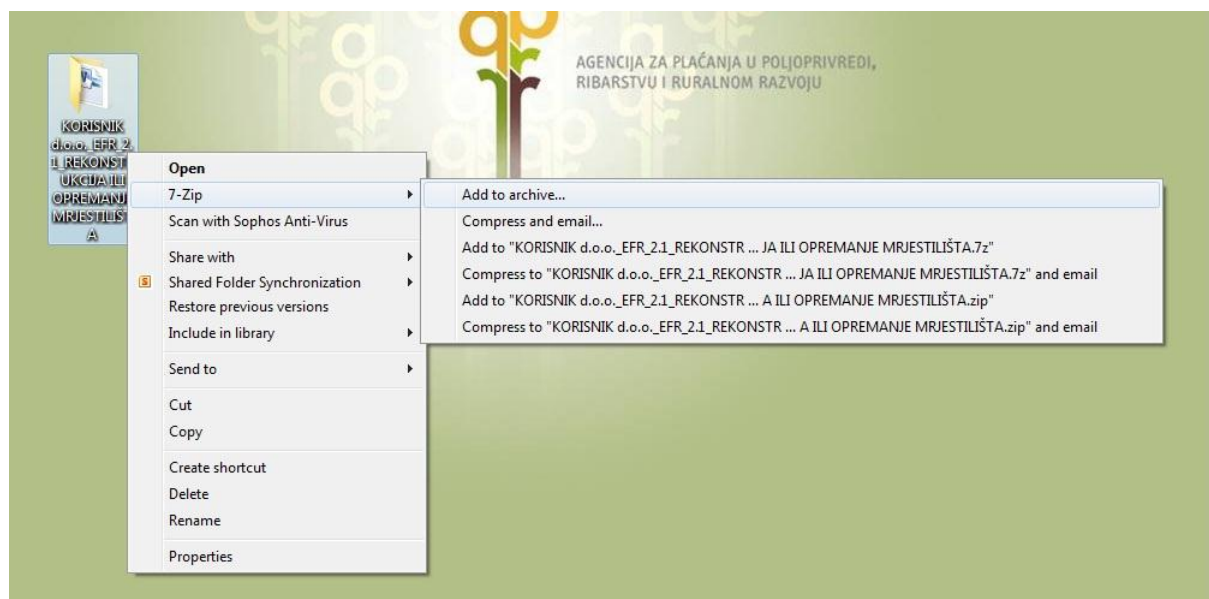 AGENCIJA ZA PLAĆANJA U POLJOPRIVREDI,
RIBARSTVU I RURALNOM RAZVOJU
KORISNIK
d.o.o._EFR_2.
1_REKONSTR
UKCIJA ILI
OPREMANJE
MRJESTILIŠT
A
Open
7-Zip
Scan with Sophos Anti-Virus
Share with
Shared Folder Synchronization
Restore previous versions
Include in library
Send to
Cut
Copy
Create shortcut
Delete
Rename
Properties
Add to archive...
Compress and email...
Add to "KORISNIK d.o.o._EFR_2.1_REKONSTR ... JA ILI OPREMANJE MRJESTILIŠTA.7z"
Compress to "KORISNIK d.o.o._EFR_2.1_REKONSTR ... JA ILI OPREMANJE MRJESTILIŠTA.7z" and email
Add to "KORISNIK d.o.o._EFR_2.1_REKONSTR ... A ILI OPREMANJE MRJESTILIŠTA.zip"
Compress to "KORISNIK d.o.o._EFR_2.1_REKONSTR ... A ILI OPREMANJE MRJESTILIŠTA.zip" and email